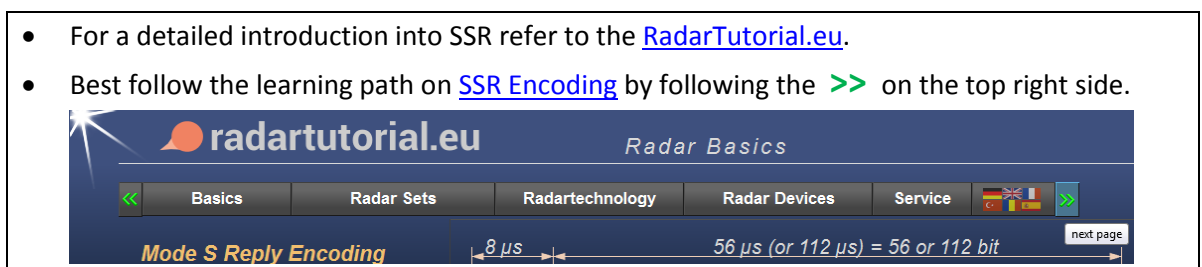 • For a detailed introduction into SSR refer to the RadarTutorial.eu.
• Best follow the learning path on SSR Encoding by following the >> on the top right side.
radartutorial.eu Radar Basics
« Basics Radar Sets Radartechnology Radar Devices Service »
next page
Mode S Reply Encoding 8 µs 56 µs (or 112 µs) = 56 or 112 bit